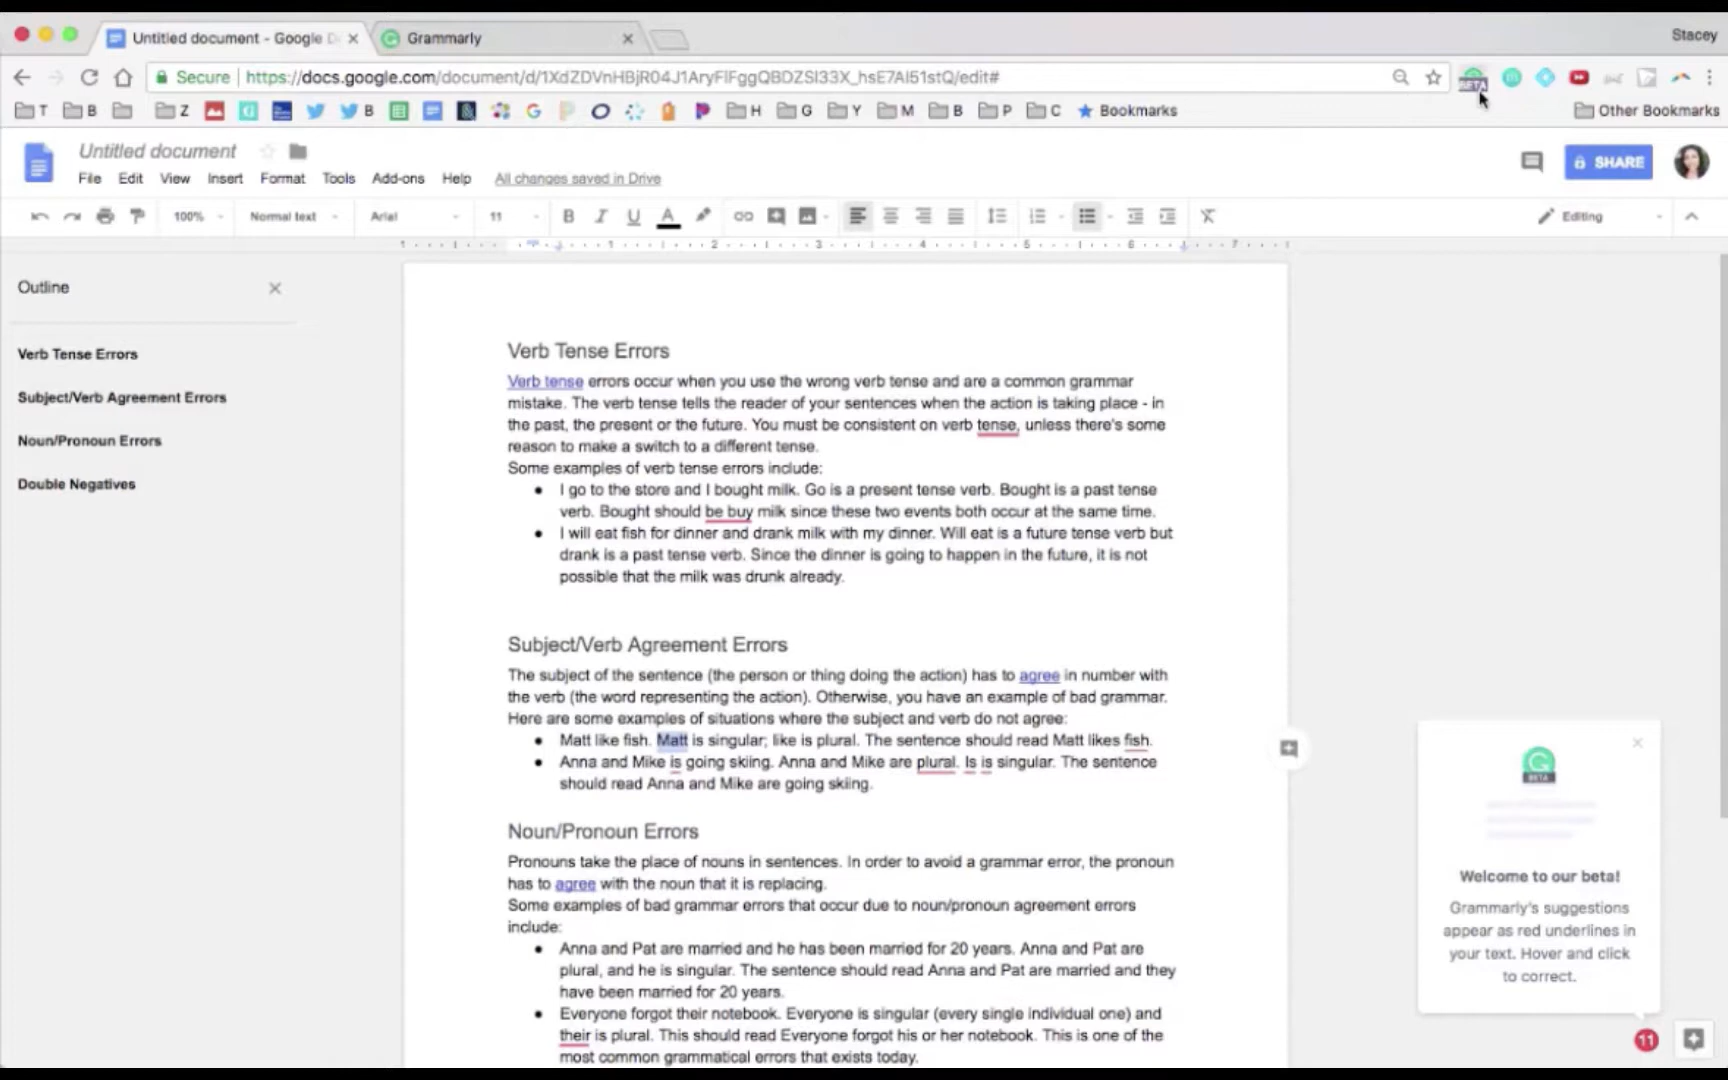 Untitled document - Google D
Grammarly
Stacey
Secure
https://docs.google.com/document/d/1XdZDVnHBjR04J1AryFlFggQBDZSl33X_hsE7Al51stQ/edit#
BETA
T B Z B H G Y M B P C Bookmarks Other Bookmarks
Untitled document
SHARE
File Edit View Insert Format Tools Add-ons Help All changes saved in Drive
100% Normal text Arial 11 B I U A Editing
1 1 2 3 4 5 6 7
Outline
Verb Tense Errors
Subject/Verb Agreement Errors
Noun/Pronoun Errors
Double Negatives
Verb Tense Errors
Verb tense errors occur when you use the wrong verb tense and are a common grammar
mistake. The verb tense tells the reader of your sentences when the action is taking place - in
the past, the present or the future. You must be consistent on verb tense, unless there's some
reason to make a switch to a different tense.
Some examples of verb tense errors include:
● I go to the store and I bought milk. Go is a present tense verb. Bought is a past tense
verb. Bought should be buy milk since these two events both occur at the same time.
● I will eat fish for dinner and drank milk with my dinner. Will eat is a future tense verb but
drank is a past tense verb. Since the dinner is going to happen in the future, it is not
possible that the milk was drunk already.
Subject/Verb Agreement Errors
The subject of the sentence (the person or thing doing the action) has to agree in number with
the verb (the word representing the action). Otherwise, you have an example of bad grammar.
Here are some examples of situations where the subject and verb do not agree:
● Matt like fish. Matt is singular; like is plural. The sentence should read Matt likes fish.
● Anna and Mike is going skiing. Anna and Mike are plural. Is is singular. The sentence
should read Anna and Mike are going skiing.
Noun/Pronoun Errors
Pronouns take the place of nouns in sentences. In order to avoid a grammar error, the pronoun
has to agree with the noun that it is replacing.
Some examples of bad grammar errors that occur due to noun/pronoun agreement errors
include:
● Anna and Pat are married and he has been married for 20 years. Anna and Pat are
plural, and he is singular. The sentence should read Anna and Pat are married and they
have been married for 20 years.
● Everyone forgot their notebook. Everyone is singular (every single individual one) and
their is plural. This should read Everyone forgot his or her notebook. This is one of the
most common grammatical errors that exists today.
BETA
Welcome to our beta!
Grammarly's suggestions
appear as red underlines in
your text. Hover and click
to correct.
11